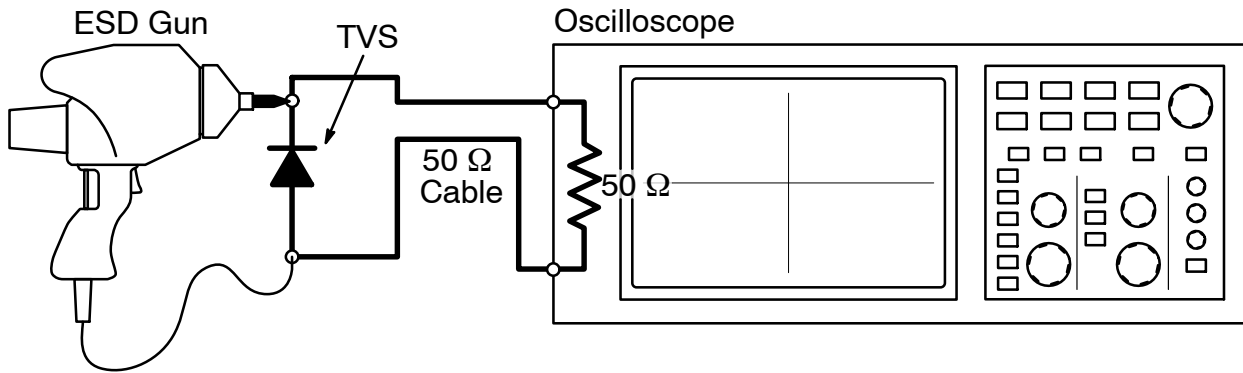 ESD Gun
TVS
Oscilloscope
50 Ω
Cable
50 Ω